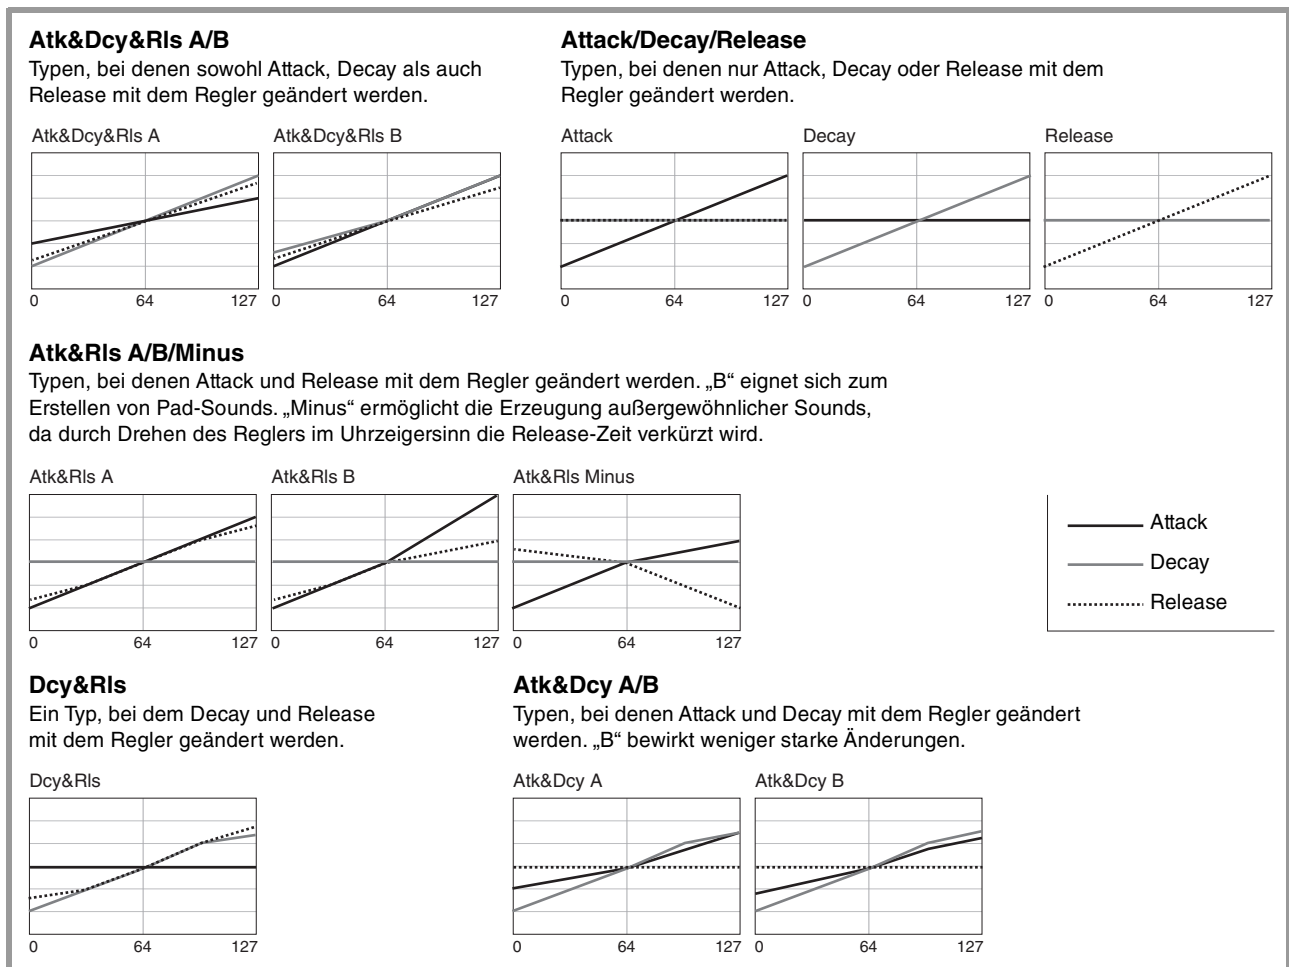 Atk&Dcy&Rls A/B
Typen, bei denen sowohl Attack, Decay als auch
Release mit dem Regler geändert werden.
Attack/Decay/Release
Typen, bei denen nur Attack, Decay oder Release mit dem
Regler geändert werden.
Atk&Dcy&Rls A
Atk&Dcy&Rls B
Attack
Decay
Release
0 64 127
0 64 127
0 64 127
0 64 127
0 64 127
Atk&Rls A/B/Minus
Typen, bei denen Attack und Release mit dem Regler geändert werden. „B“ eignet sich zum
Erstellen von Pad-Sounds. „Minus“ ermöglicht die Erzeugung außergewöhnlicher Sounds,
da durch Drehen des Reglers im Uhrzeigersinn die Release-Zeit verkürzt wird.
Atk&Rls A
Atk&Rls B
Atk&Rls Minus
0 64 127
0 64 127
0 64 127
Attack
Decay
Release
Dcy&Rls
Ein Typ, bei dem Decay und Release
mit dem Regler geändert werden.
Atk&Dcy A/B
Typen, bei denen Attack und Decay mit dem Regler geändert
werden. „B“ bewirkt weniger starke Änderungen.
Dcy&Rls
Atk&Dcy A
Atk&Dcy B
0 64 127
0 64 127
0 64 127